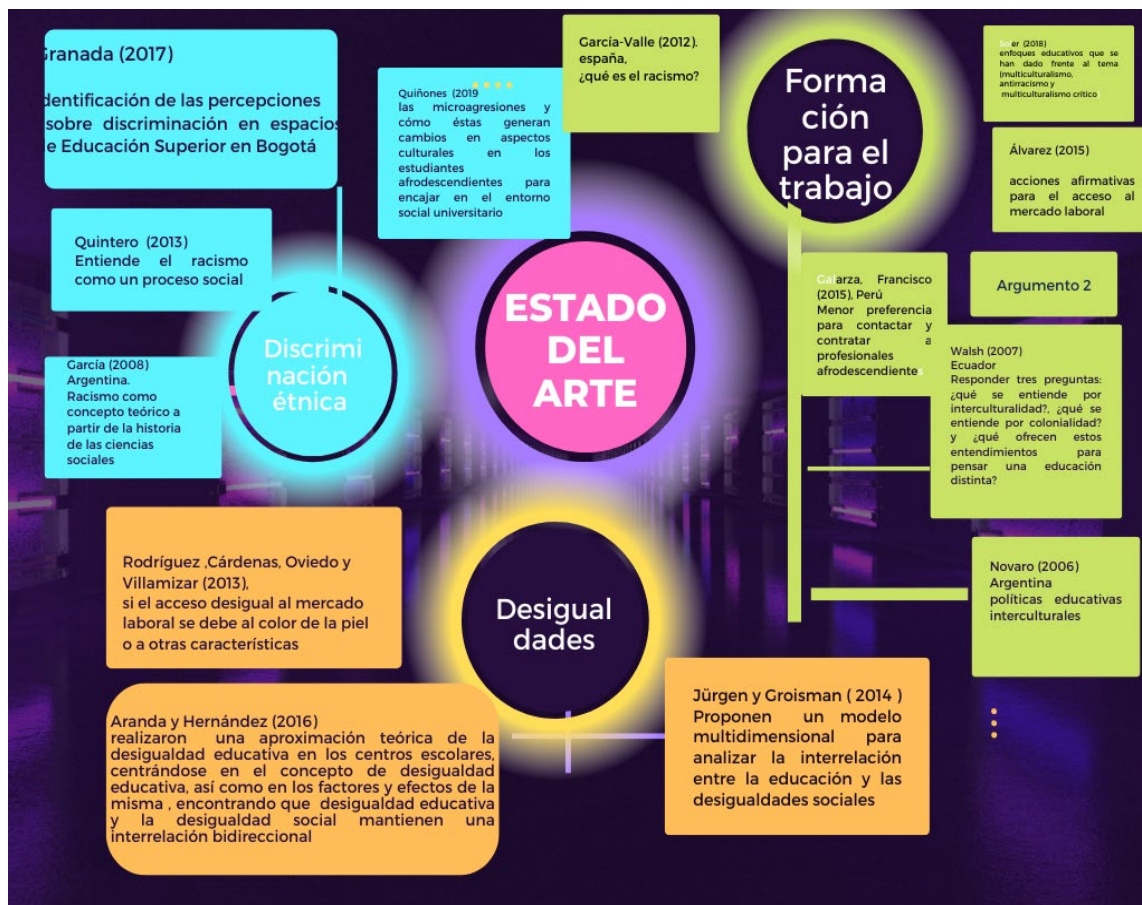 Granada (2017)
dentificación de las percepciones
sobre discriminación en espacios
e Educación Superior en Bogotá
Quiñones (2019
las microagresiones y
cómo éstas generan
cambios en aspectos
culturales en los
estudiantes
afrodescendientes para
encajar en el entorno
social universitario
García-Valle (2012).
españa,
¿qué es el racismo?
Forma
ción
para el
trabajo
(2018)
enfoques educativos que se
han dado frente al tema
(multiculturalismo,
antirracismo y
multiculturalismo crítico)
Álvarez (2015)
acciones afirmativas
para el acceso al
mercado laboral
Quintero (2013)
Entiende el racismo
como un proceso social
Discrimi
nación
étnica
ESTADO
DEL
ARTE
Galarza, Francisco
(2015), Perú
Menor preferencia
para contactar y
contratar a
profesionales
afrodescendientes
Argumento 2
García (2008)
Argentina.
Racismo como
concepto teórico a
partir de la historia
de las ciencias
sociales
Walsh (2007)
Ecuador
Responder tres preguntas:
¿qué se entiende por
interculturalidad?, ¿qué se
entiende por colonialidad?
y ¿qué ofrecen estos
entendimientos para
pensar una educación
distinta?
Rodríguez ,Cárdenas, Oviedo y
Villamizar (2013),
si el acceso desigual al mercado
laboral se debe al color de la piel
o a otras características
Desigual
dades
Novaro (2006)
Argentina
políticas educativas
interculturales
Aranda y Hernández (2016)
realizaron una aproximación teórica de la
desigualdad educativa en los centros escolares,
centrándose en el concepto de desigualdad
educativa, así como en los factores y efectos de la
misma , encontrando que desigualdad educativa
y la desigualdad social mantienen una
interrelación bidireccional
Jürgen y Groisman ( 2014 )
Proponen un modelo
multidimensional para
analizar la interrelación
entre la educación y las
desigualdades sociales